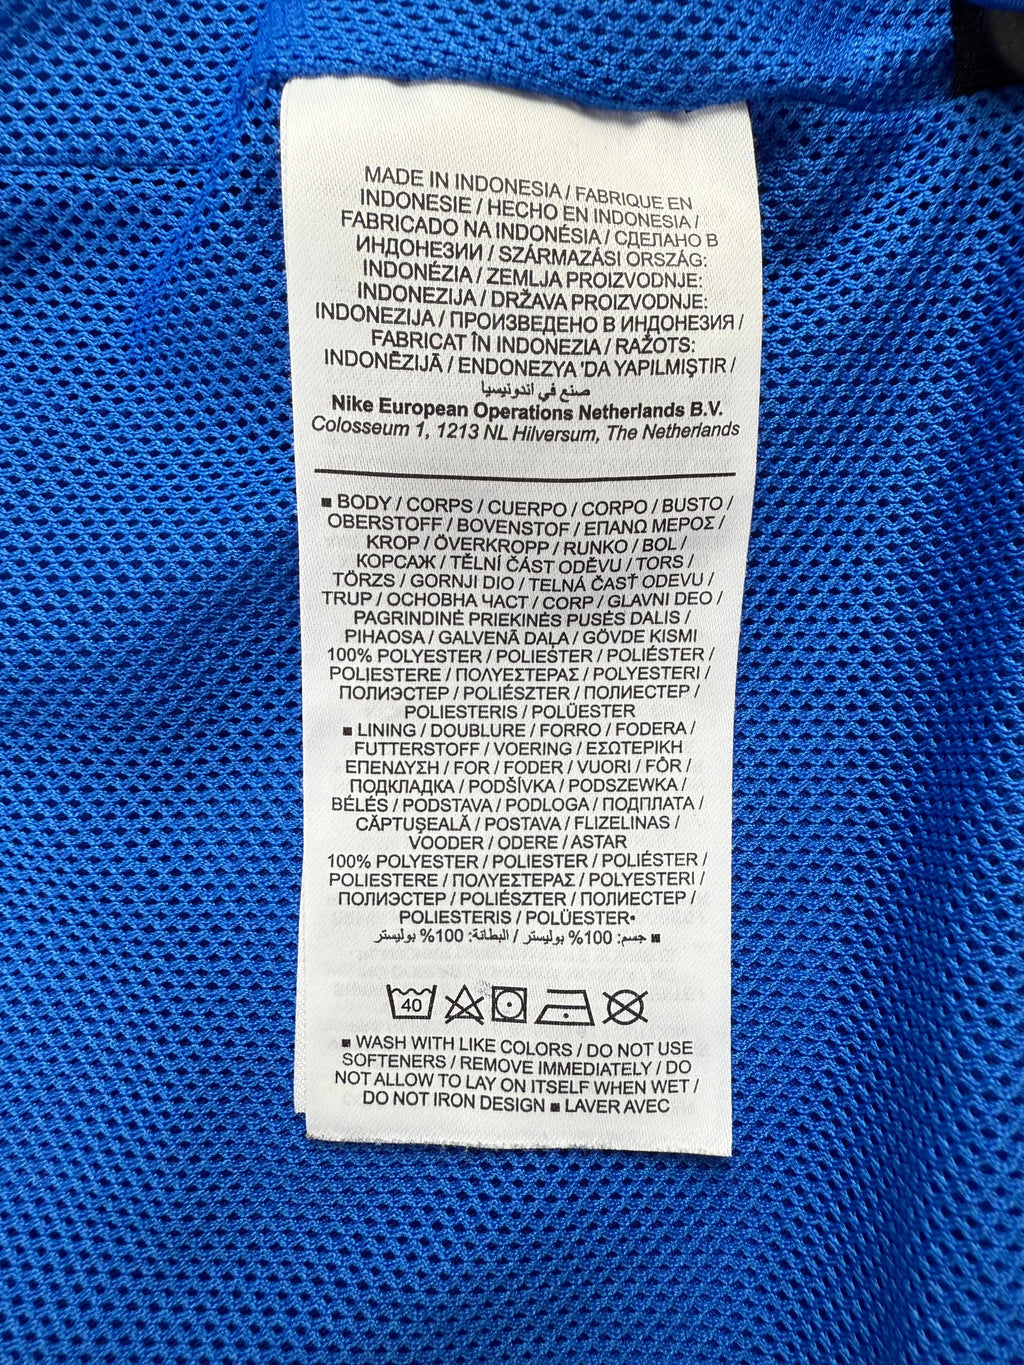 MADE IN INDONESIA / FABRIQUE EN
INDONESIE / HECHO EN INDONESIA /
FABRICADO NA INDONÉSIA / СДЕЛАНО В
ИНДОНЕЗИИ / SZÁRMAZÁSI ORSZÁG:
INDONÉZIA / ZEMLJA PROIZVODNJE:
INDONEZIJA / DRŽAVA PROIZVODNJE:
INDONEZIJA / ПРОИЗВЕДЕНО В ИНДОНЕЗИЯ /
FABRICAT ÎN INDONEZIA / RAŽOTS:
INDONĒZIJĀ / ENDONEZYA 'DA YAPILMIŞTIR /
صنع في اندونيسيا
Nike European Operations Netherlands B.V.
Colosseum 1, 1213 NL Hilversum, The Netherlands
■ BODY / CORPS / CUERPO / CORPO / BUSTO /
OBERSTOFF / BOVENSTOF / ΕΠΑΝΩ ΜΕΡΟΣ /
KROP / ÖVERKROPP / RUNKO / BOL /
КОРСАЖ / TĚLNÍ ČÁST ODĚVU / TORS /
TÖRZS / GORNJI DIO / TELNÁ ČASŤ ODEVU /
TRUP / ОСНОВНА ЧАСТ / CORP / GLAVNI DEO /
PAGRINDINĖ PRIEKINĖS PUSĖS DALIS /
PIHAOSA / GALVENĀ DAĻA / GÖVDE KISMI
100% POLYESTER / POLIESTER / POLIÉSTER /
POLIESTERE / ΠΟΛΥΕΣΤΕΡΑΣ / POLYESTERI /
ПОЛИЭСТЕР / POLIÉSZTER / ПОЛИЕСТЕР /
POLIESTERIS / POLÜESTER
■ LINING / DOUBLURE / FORRO / FODERA /
FUTTERSTOFF / VOERING / ΕΣΩΤΕΡΙΚΗ
ΕΠΕΝΔΥΣΗ / FOR / FODER / VUORI / FÔR /
ПОДКЛАДКА / PODŠÍVKA / PODSZEWKA /
BÉLÉS / PODSTAVA / PODLOGA / ПОДПЛАТА /
CĂPTUŞEALĂ / POSTAVA / FLIZELINAS /
VOODER / ODERE / ASTAR
100% POLYESTER / POLIESTER / POLIÉSTER /
POLIESTERE / ΠΟΛΥΕΣΤΕΡΑΣ / POLYESTERI /
ПОЛИЭСТЕР / POLIÉSZTER / ПОЛИЕСТЕР /
POLIESTERIS / POLÜESTER•
■ جسم: 100% بوليستر / البطانة: 100% بوليستر
40
■ WASH WITH LIKE COLORS / DO NOT USE
SOFTENERS / REMOVE IMMEDIATELY / DO
NOT ALLOW TO LAY ON ITSELF WHEN WET /
DO NOT IRON DESIGN ■ LAVER AVEC